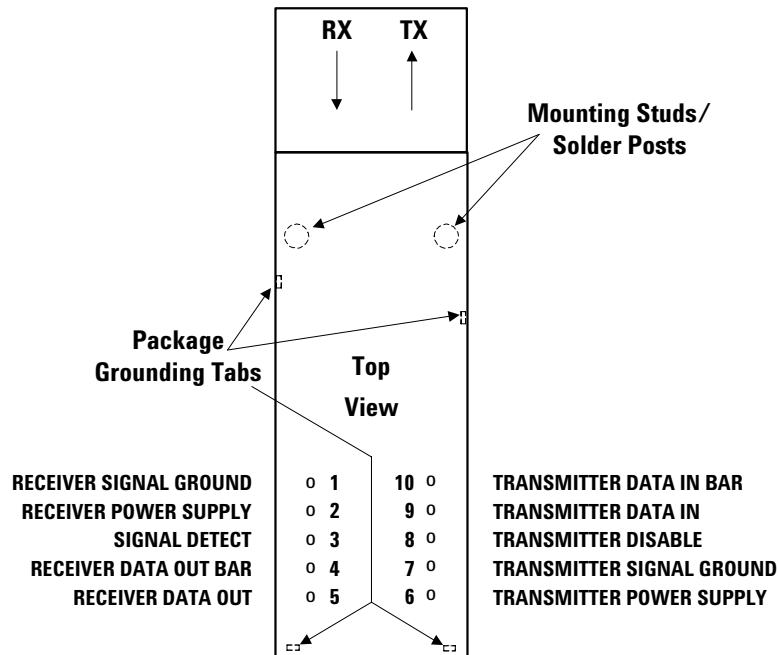 RX TX
Mounting Studs/
Solder Posts
Package
Grounding Tabs
Top
View
RECEIVER SIGNAL GROUND o 1 10 o TRANSMITTER DATA IN BAR
RECEIVER POWER SUPPLY o 2 9 o TRANSMITTER DATA IN
SIGNAL DETECT o 3 8 o TRANSMITTER DISABLE
RECEIVER DATA OUT BAR o 4 7 o TRANSMITTER SIGNAL GROUND
RECEIVER DATA OUT o 5 6 o TRANSMITTER POWER SUPPLY